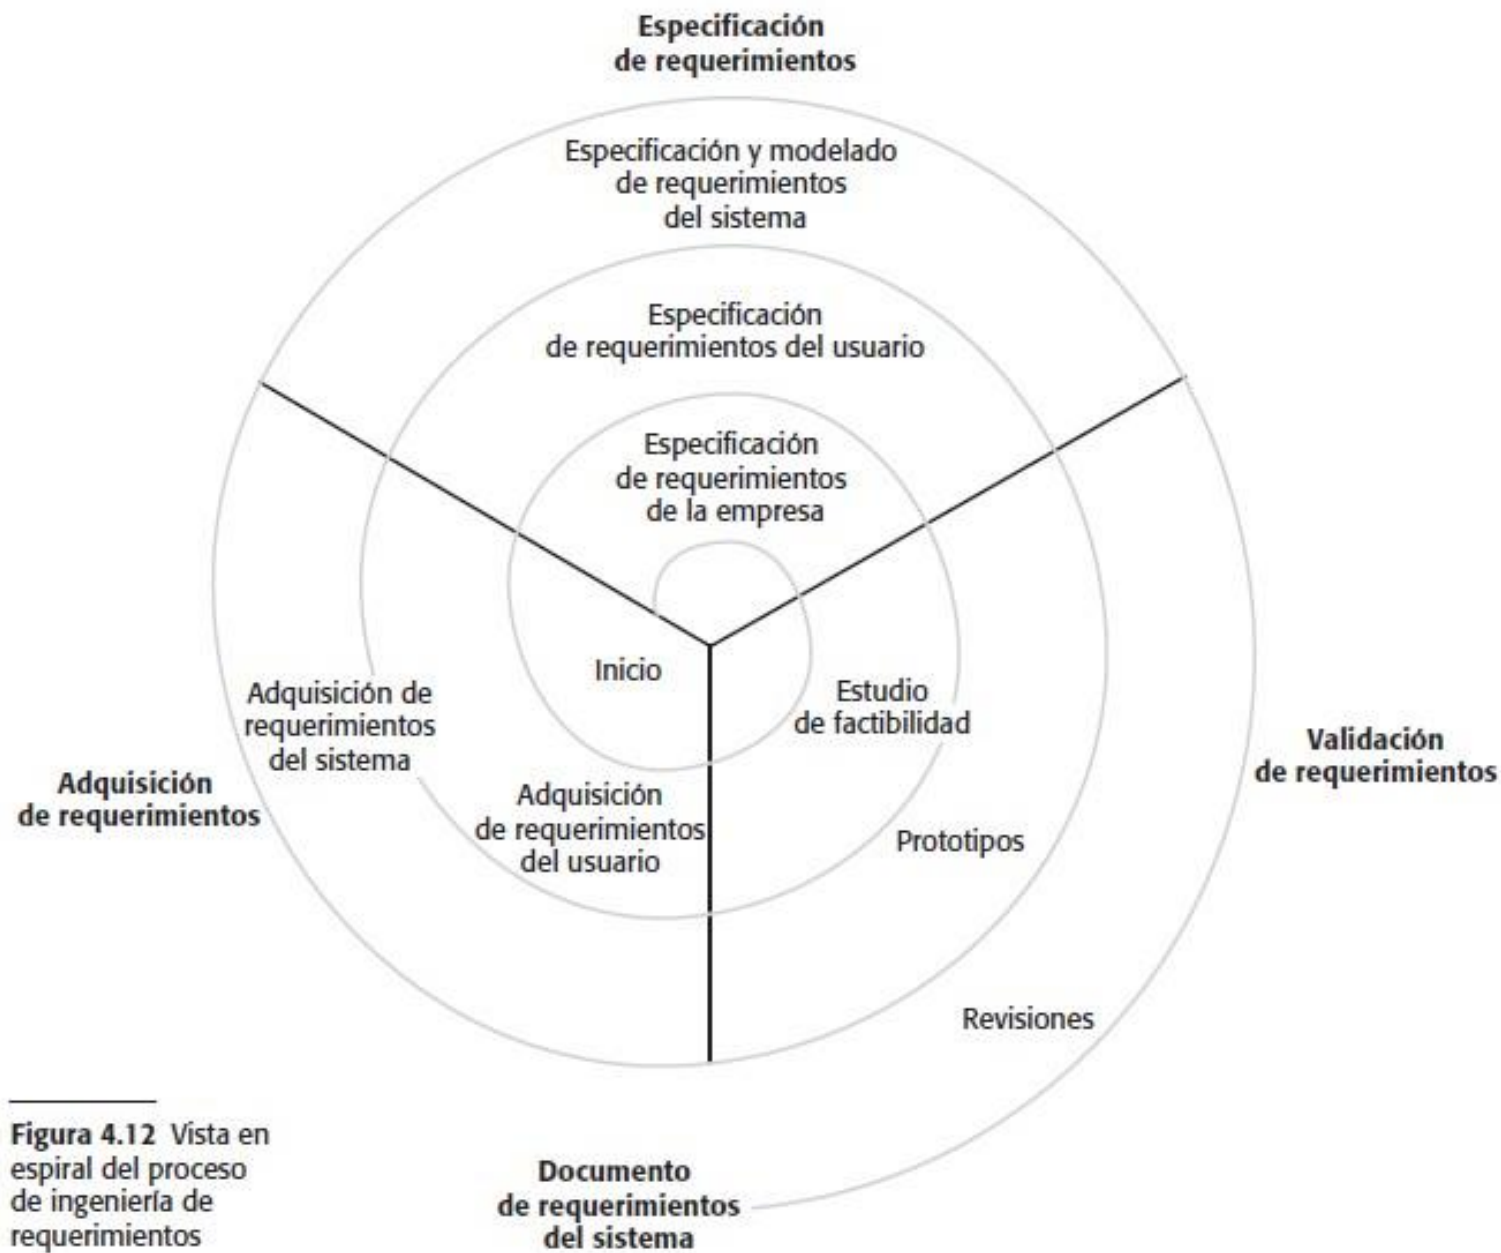 Especificación
de requerimientos
Especificación y modelado
de requerimientos
del sistema
Especificación
de requerimientos del usuario
Especificación
de requerimientos
de la empresa
Inicio
Estudio
de factibilidad
Adquisición de
requerimientos
del sistema
Adquisición
de requerimientos
Validación
de requerimientos
Adquisición
de requerimientos
del usuario
Prototipos
Revisiones
Figura 4.12 Vista en
espiral del proceso
de ingeniería de
requerimientos
Documento
de requerimientos
del sistema